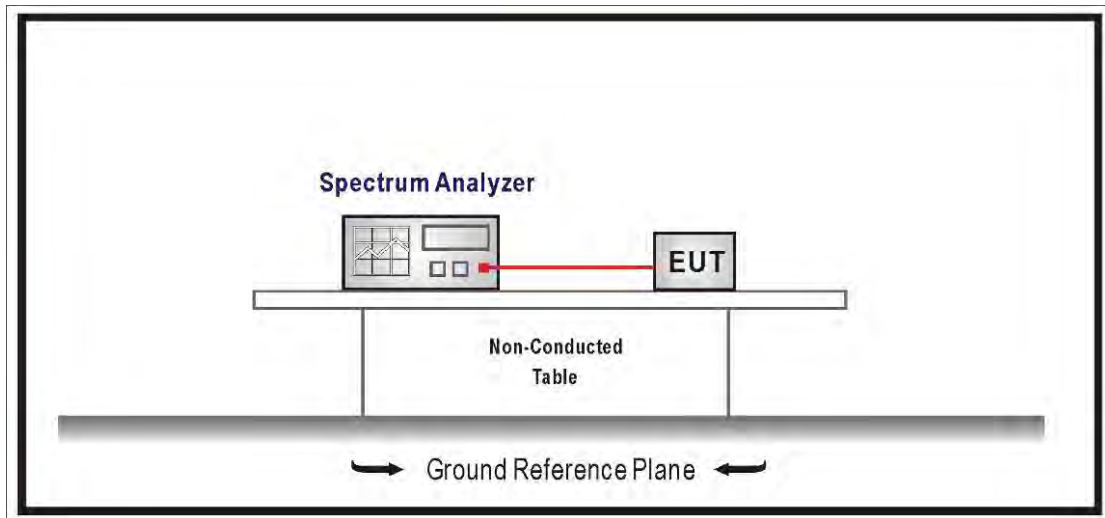 Spectrum Analyzer
EUT
Non-Conducted
Table
Ground Reference Plane